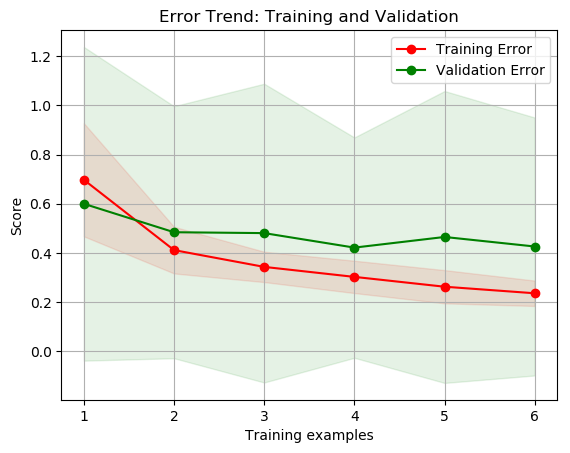 Error Trend: Training and Validation
Training Error
Validation Error
Score
1.2
1.0
0.8
0.6
0.4
0.2
0.0
1 2 3 4 5 6
Training examples